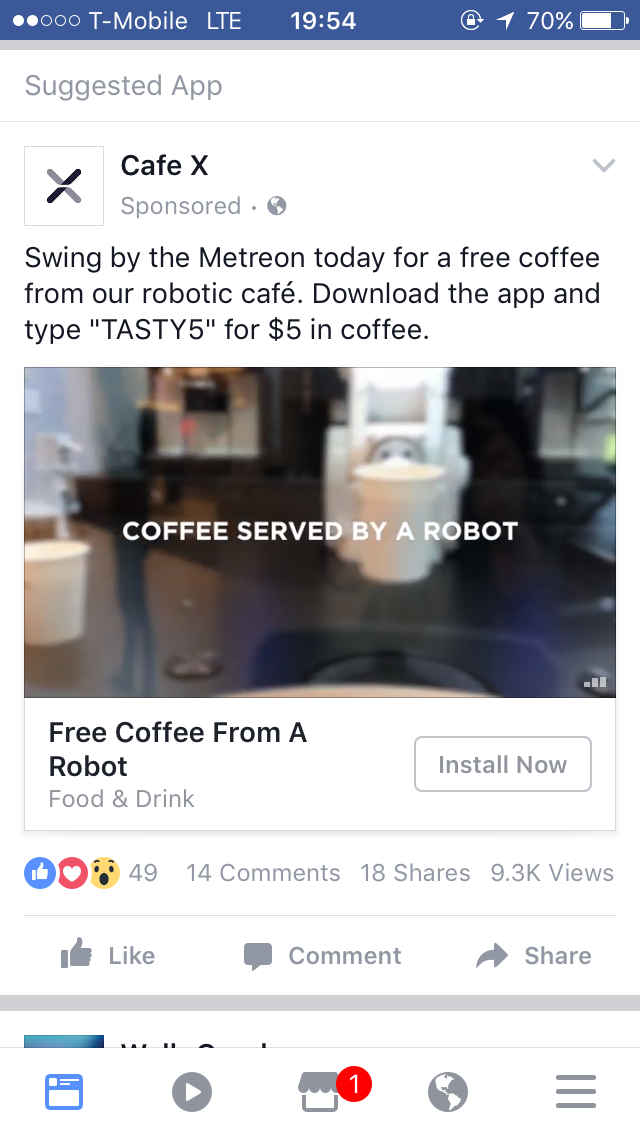 T-Mobile LTE 19:54 70%
Suggested App
Cafe X
Sponsored ·
Swing by the Metreon today for a free coffee
from our robotic café. Download the app and
type "TASTY5" for $5 in coffee.
COFFEE SERVED BY A ROBOT
Free Coffee From A
Robot
Food & Drink
Install Now
49 14 Comments 18 Shares 9.3K Views
Like Comment Share
1